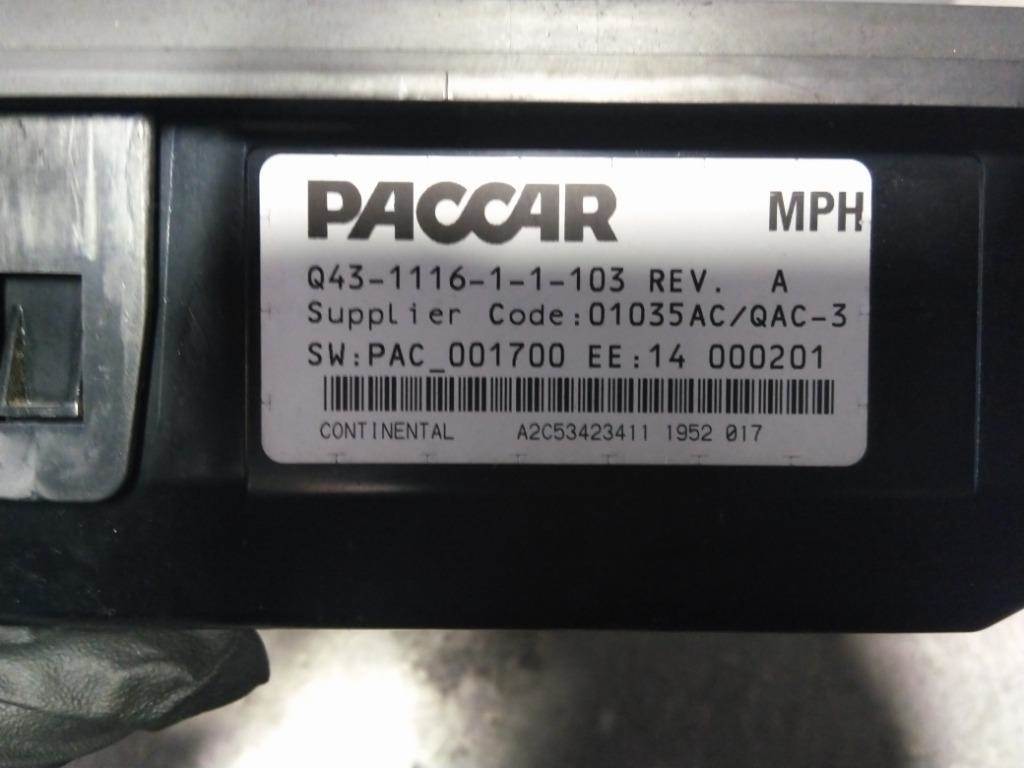 PACCAR MPH
Q43-1116-1-1-103 REV. A
Supplier Code:01035AC/QAC-3
SW:PAC_001700 EE:14 000201
CONTINENTAL A2C53423411 1952 017